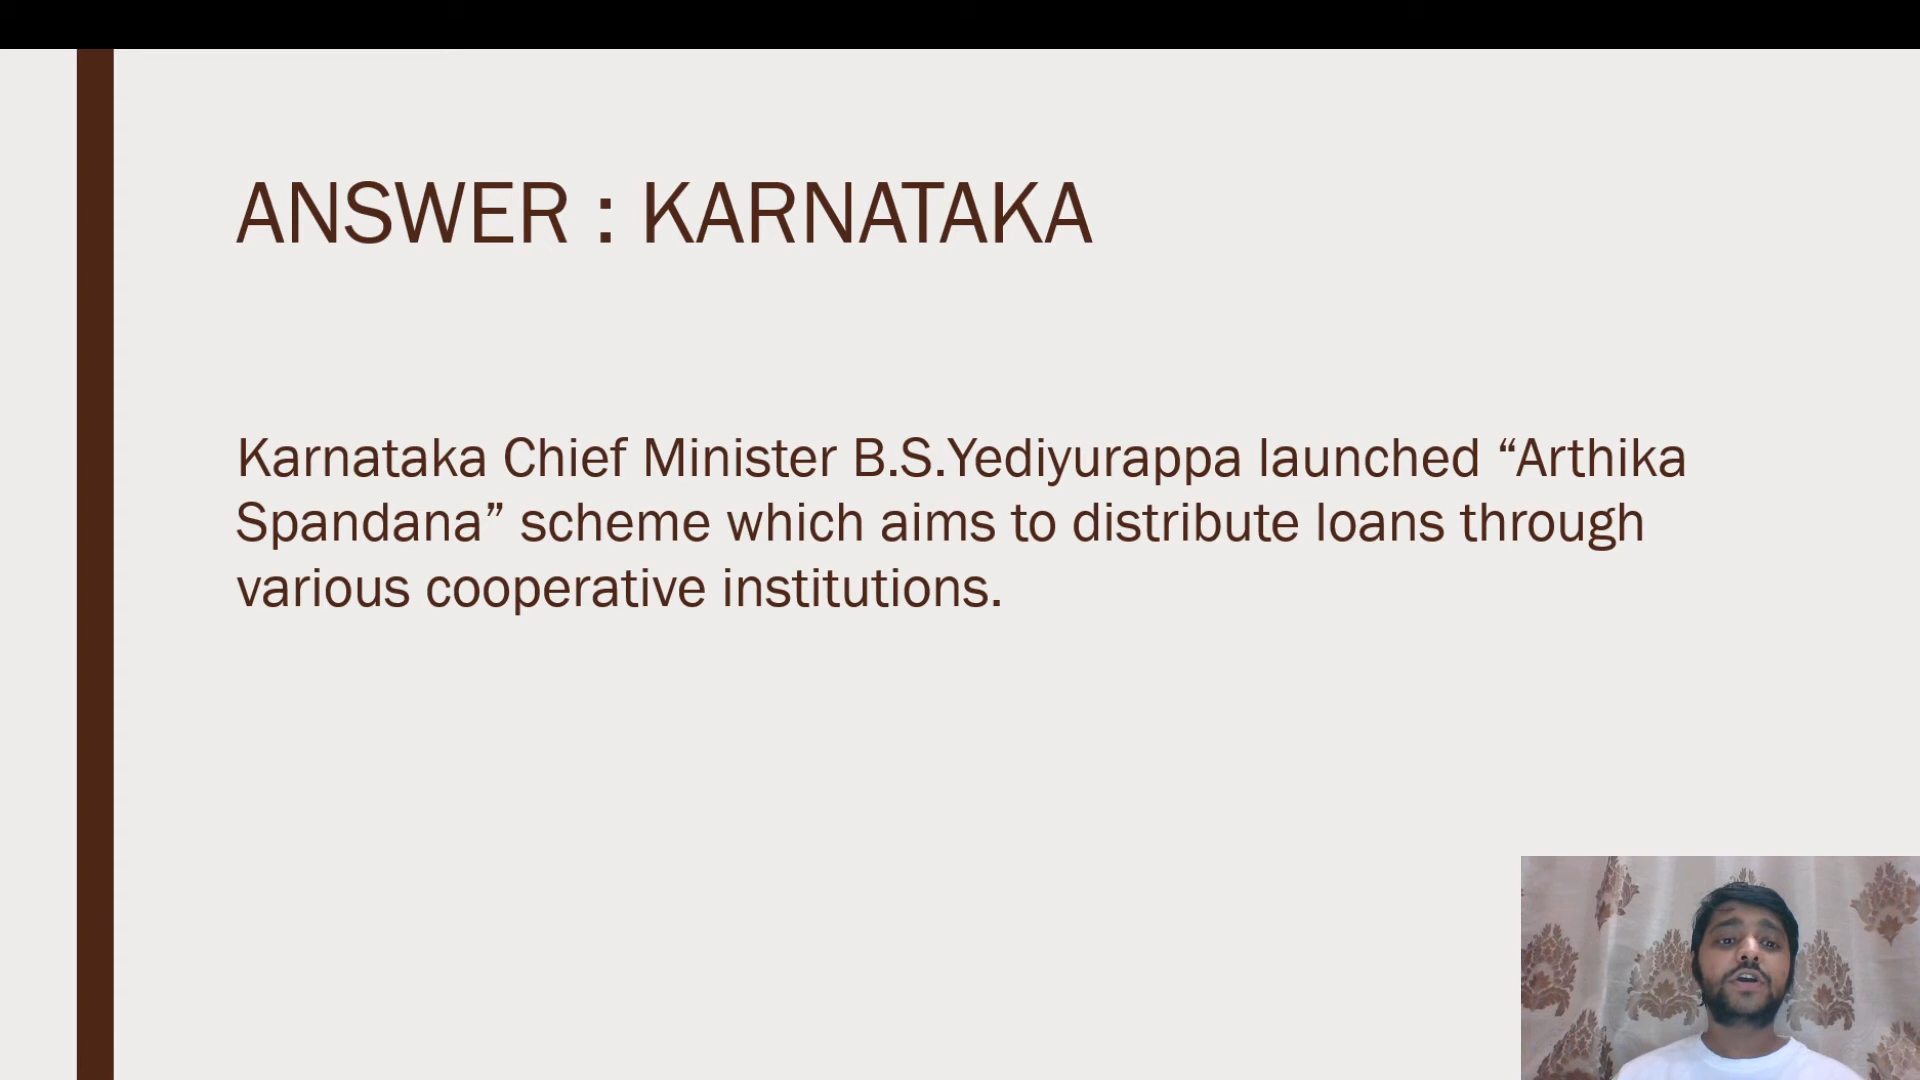 ANSWER : KARNATAKA
Karnataka Chief Minister B.S.Yediyurappa launched “Arthika
Spandana” scheme which aims to distribute loans through
various cooperative institutions.